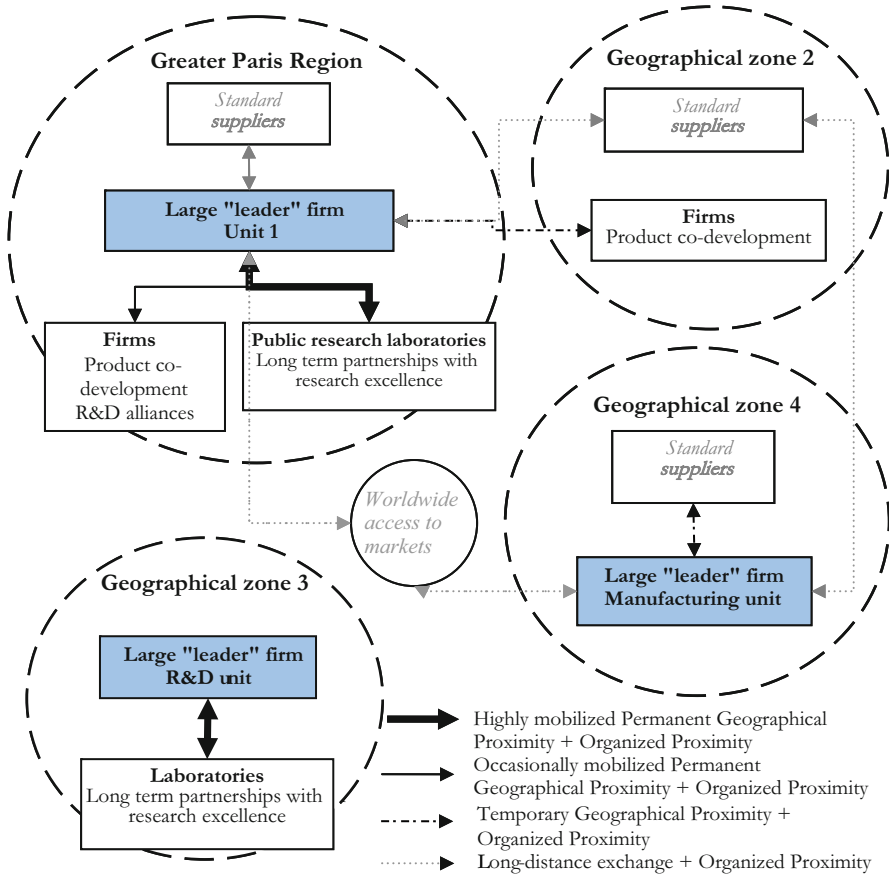 Greater Paris Region
Standard
suppliers
Large "leader" firm
Unit 1
Firms
Product co-
development
R&D alliances
Public research laboratories
Long term partnerships with
research excellence
Geographical zone 2
Standard
suppliers
Firms
Product co-development
Worldwide
access to
markets
Geographical zone 4
Standard
suppliers
Large "leader" firm
Manufacturing unit
Geographical zone 3
Large "leader" firm
R&D unit
Laboratories
Long term partnerships with
research excellence
Highly mobilized Permanent Geographical
Proximity + Organized Proximity
Occasionally mobilized Permanent
Geographical Proximity + Organized Proximity
Temporary Geographical Proximity +
Organized Proximity
Long-distance exchange + Organized Proximity